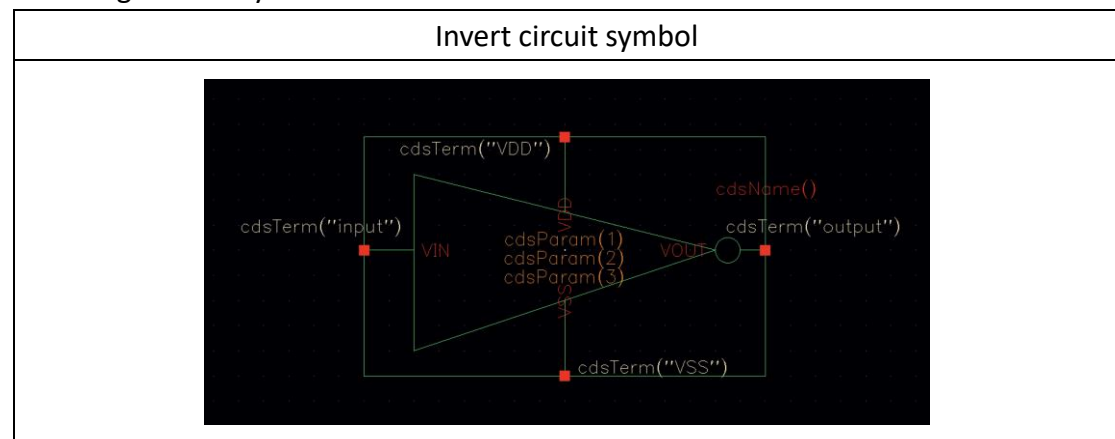 Invert circuit symbol
cdsTerm("VDD")
cdsName()
cdsTerm("input")
VDD
cdsTerm("output")
VIN
cdsParam(1)
cdsParam(2)
cdsParam(3)
VOUT
VSS
cdsTerm("VSS")